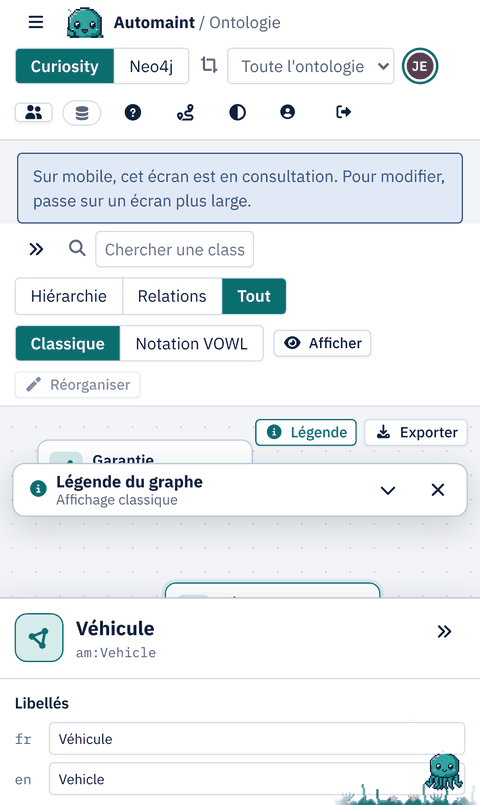 Automaint / Ontologie
Curiosity Neo4j Toute l'ontologie JE
Sur mobile, cet écran est en consultation. Pour modifier,
passe sur un écran plus large.
Chercher une class
Hiérarchie Relations Tout
Classique Notation VOWL Afficher
Réorganiser
Légende Exporter
Garantie
Légende du graphe
Affichage classique
Véhicule
am:Vehicle
Libellés
fr Véhicule
en Vehicle